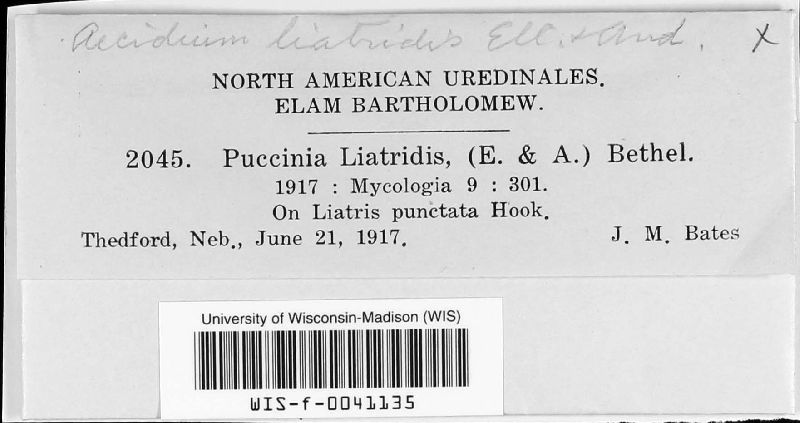 Aecidium liatridis Ell. & And. X
NORTH AMERICAN UREDINALES.
ELAM BARTHOLOMEW.
2045. Puccinia Liatridis, (E. & A.) Bethel.
1917 : Mycologia 9 : 301.
On Liatris punctata Hook.
Thedford, Neb., June 21, 1917. J. M. Bates
University of Wisconsin-Madison (WIS)
WIS-f-0041135